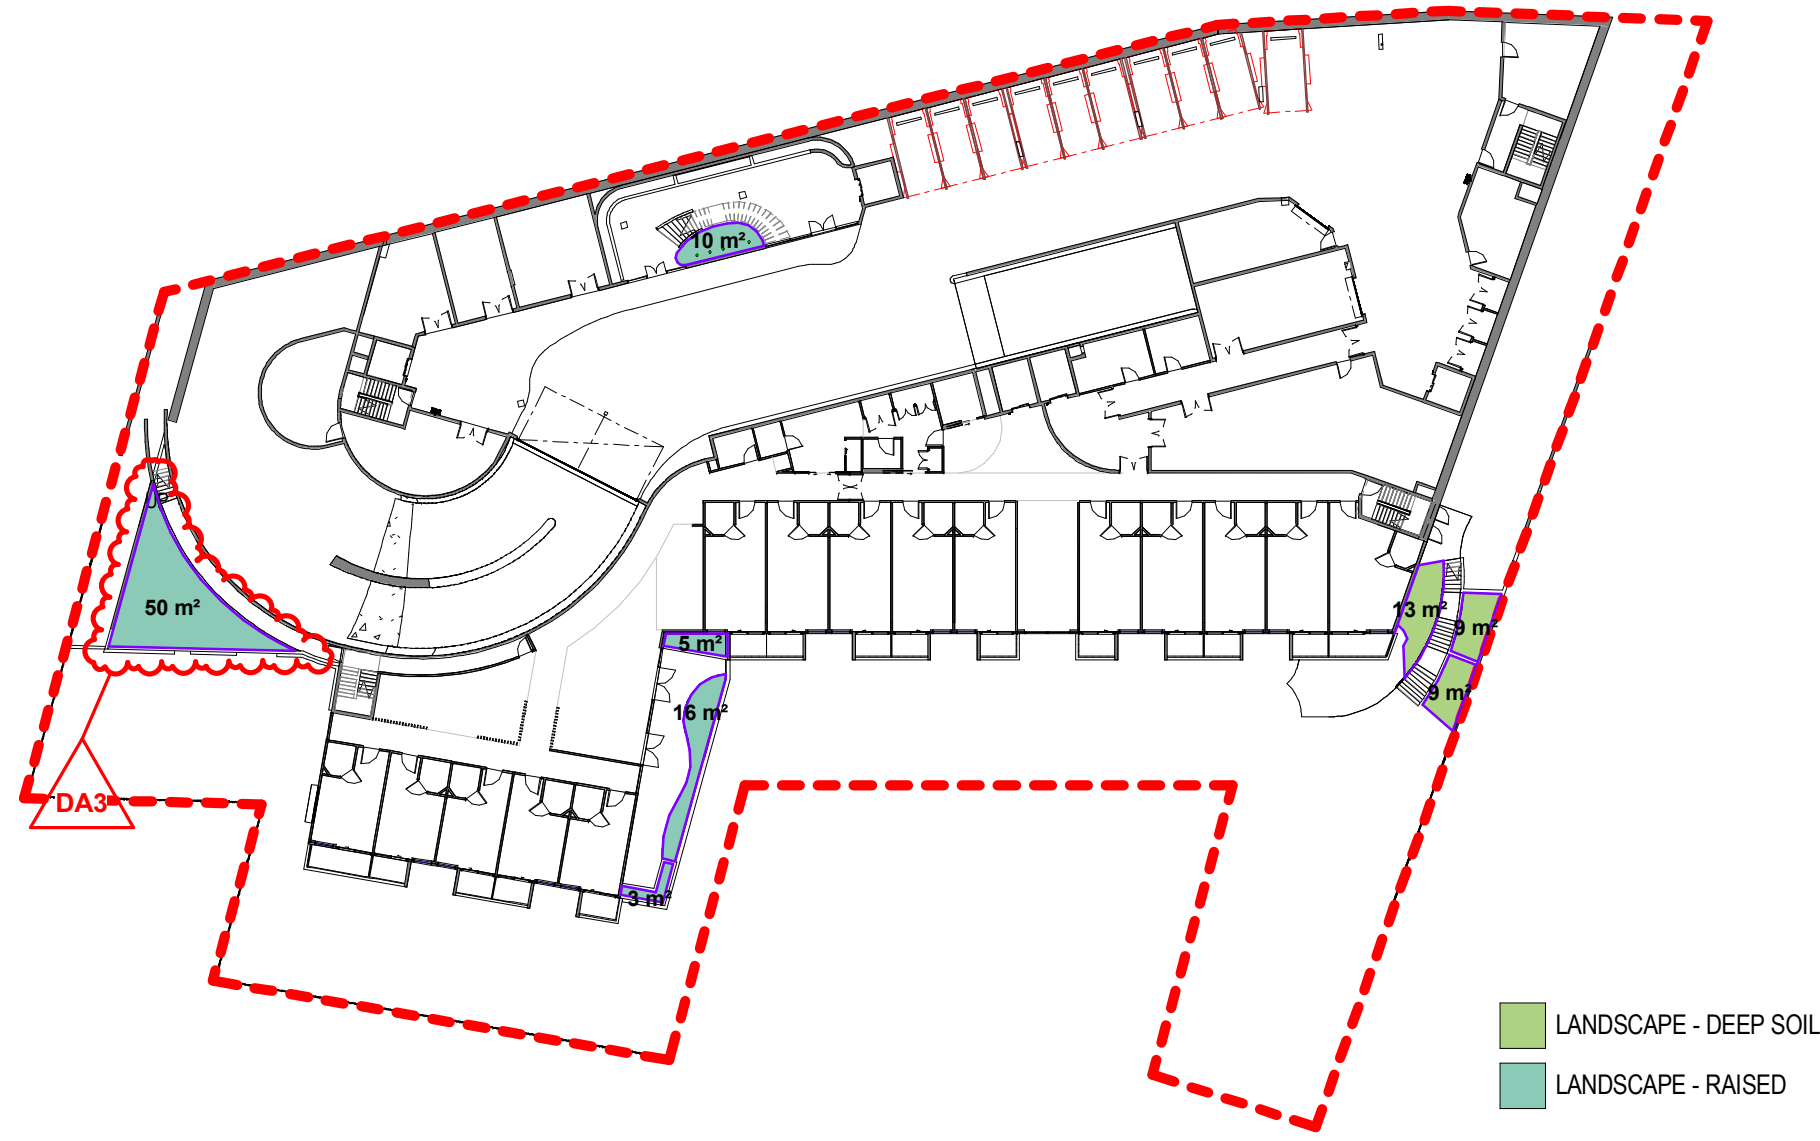 10 m²
50 m²
13 m²
9 m²
5 m²
9 m²
16 m²
DA3
3 m²
LANDSCAPE - DEEP SOIL
LANDSCAPE - RAISED